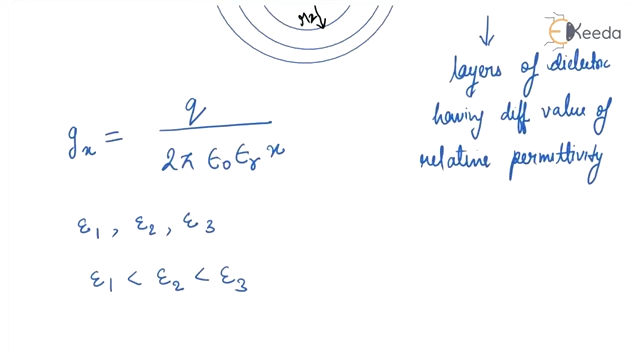 Keeda
layers of dielectric
having diff value of
relative permittivity
gx = q / 2π ϵ0 ϵr x
ε1, ε2, ε3
ε1 < ε2 < ε3